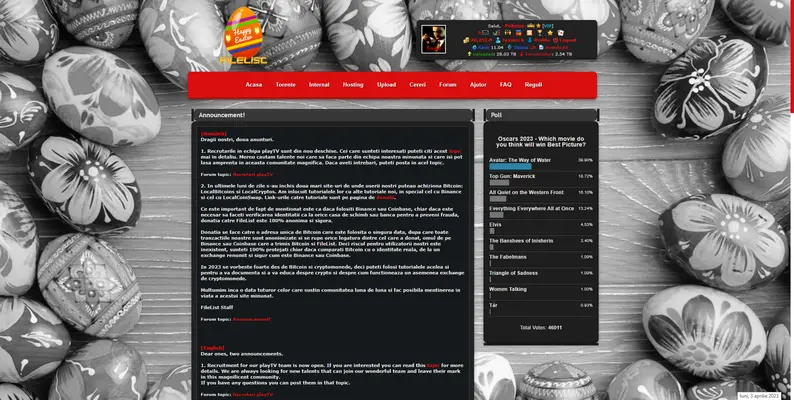 Happy
Easter
FILELIST
Salut,
[VIP]
Logout
11.04
28.03 TB
2.54 TB
Acasa Torente Internal Hosting Upload Cereri Forum Ajutor FAQ Reguli
Announcement!
[Română]
Dragii nostri, doua anunturi.
1. Recrutarile in echipa playTV sunt din nou deschise. Cei care sunteti interesati puteti citi acest topic
mai in detaliu. Mereu cautam talente noi care sa faca parte din echipa noastra minunata si care isi pot
lasa amprenta in aceasta comunitate magnifica. Daca aveti intrebari, puteti posta in acel topic.
Forum topic: Recrutari playTV
2. In ultimele luni de zile s-au inchis doua mari site-uri de unde userii nostri puteau achizitiona Bitcoin:
LocalBitcoins si LocalCryptos. Am inlocuit tutorialele lor cu alte tutoriale noi, in special cel cu Binance
si cel cu LocalCoinSwap. Link-urile catre tutoriale sunt pe pagina de donatii.
Ce este important de fapt de mentionat este ca daca folositi Binance sau Coinbase, chiar daca este
necesar sa faceti verificarea identitatii ca la orice casa de schimb sau banca pentru a preveni frauda,
donatia catre FileList este 100% anonima si sigura.
Donatia se face catre o adresa unica de Bitcoin care este folosita o singura data, dupa care toate
tranzactiile noastre sunt anonimizate si se rupe orice legatura dintre cel care a donat, omul de pe
Binance sau Coinbase care a trimis Bitcoin si FileList. Deci riscul pentru utilizatorii nostri este
inexistent, sunteti 100% protejati chiar daca cumparati Bitcoin cu o identitate reala, de la un
exchange renumit si sigur cum este Binance sau Coinbase.
In 2023 se vorbeste foarte des de Bitcoin si cryptomonede, deci puteti folosi tutorialele acelea si
pentru a va documenta si a va educa despre crypto si despre cum functioneaza un asemenea exchange
de cryptomonede.
Multumim inca o data tuturor celor care sustin comunitatea luna de luna si fac posibila mentinerea in
viata a acestui site minunat.
FileList Staff
Forum topic: Announcement!
[English]
Dear ones, two announcements.
1. Recruitment for our playTV team is now open. If you are interested you can read this topic for more
details. We are always looking for new talents that can join our wonderful team and leave their mark
in this magnificent community.
If you have any questions you can post them in that topic.
Forum topic: Recrutari playTV
Poll
Oscars 2023 - Which movie do
you think will win Best Picture?
Avatar: The Way of Water
Top Gun: Maverick 16.72%
All Quiet on the Western Front
Everything Everywhere All at Once 13.24%
Elvis 4.53%
The Banshees of Inisherin 3.40%
The Fabelmans
Triangle of Sadness
Women Talking
Tár 0.93%
Total Votes: 46011
luni, 3 aprilie 2023